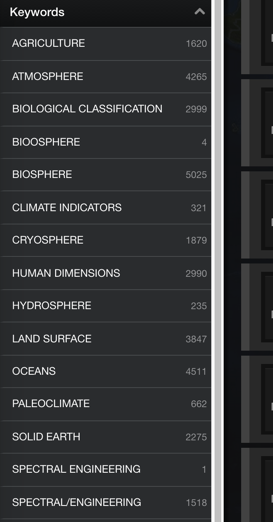 Keywords
AGRICULTURE 1620
ATMOSPHERE 4265
BIOLOGICAL CLASSIFICATION 2999
BIOOSPHERE 4
BIOSPHERE 5025
CLIMATE INDICATORS 321
CRYOSPHERE 1879
HUMAN DIMENSIONS 2990
HYDROSPHERE 235
LAND SURFACE 3847
OCEANS 4511
PALEOCLIMATE 662
SOLID EARTH 2275
SPECTRAL ENGINEERING 1
SPECTRAL/ENGINEERING 1518